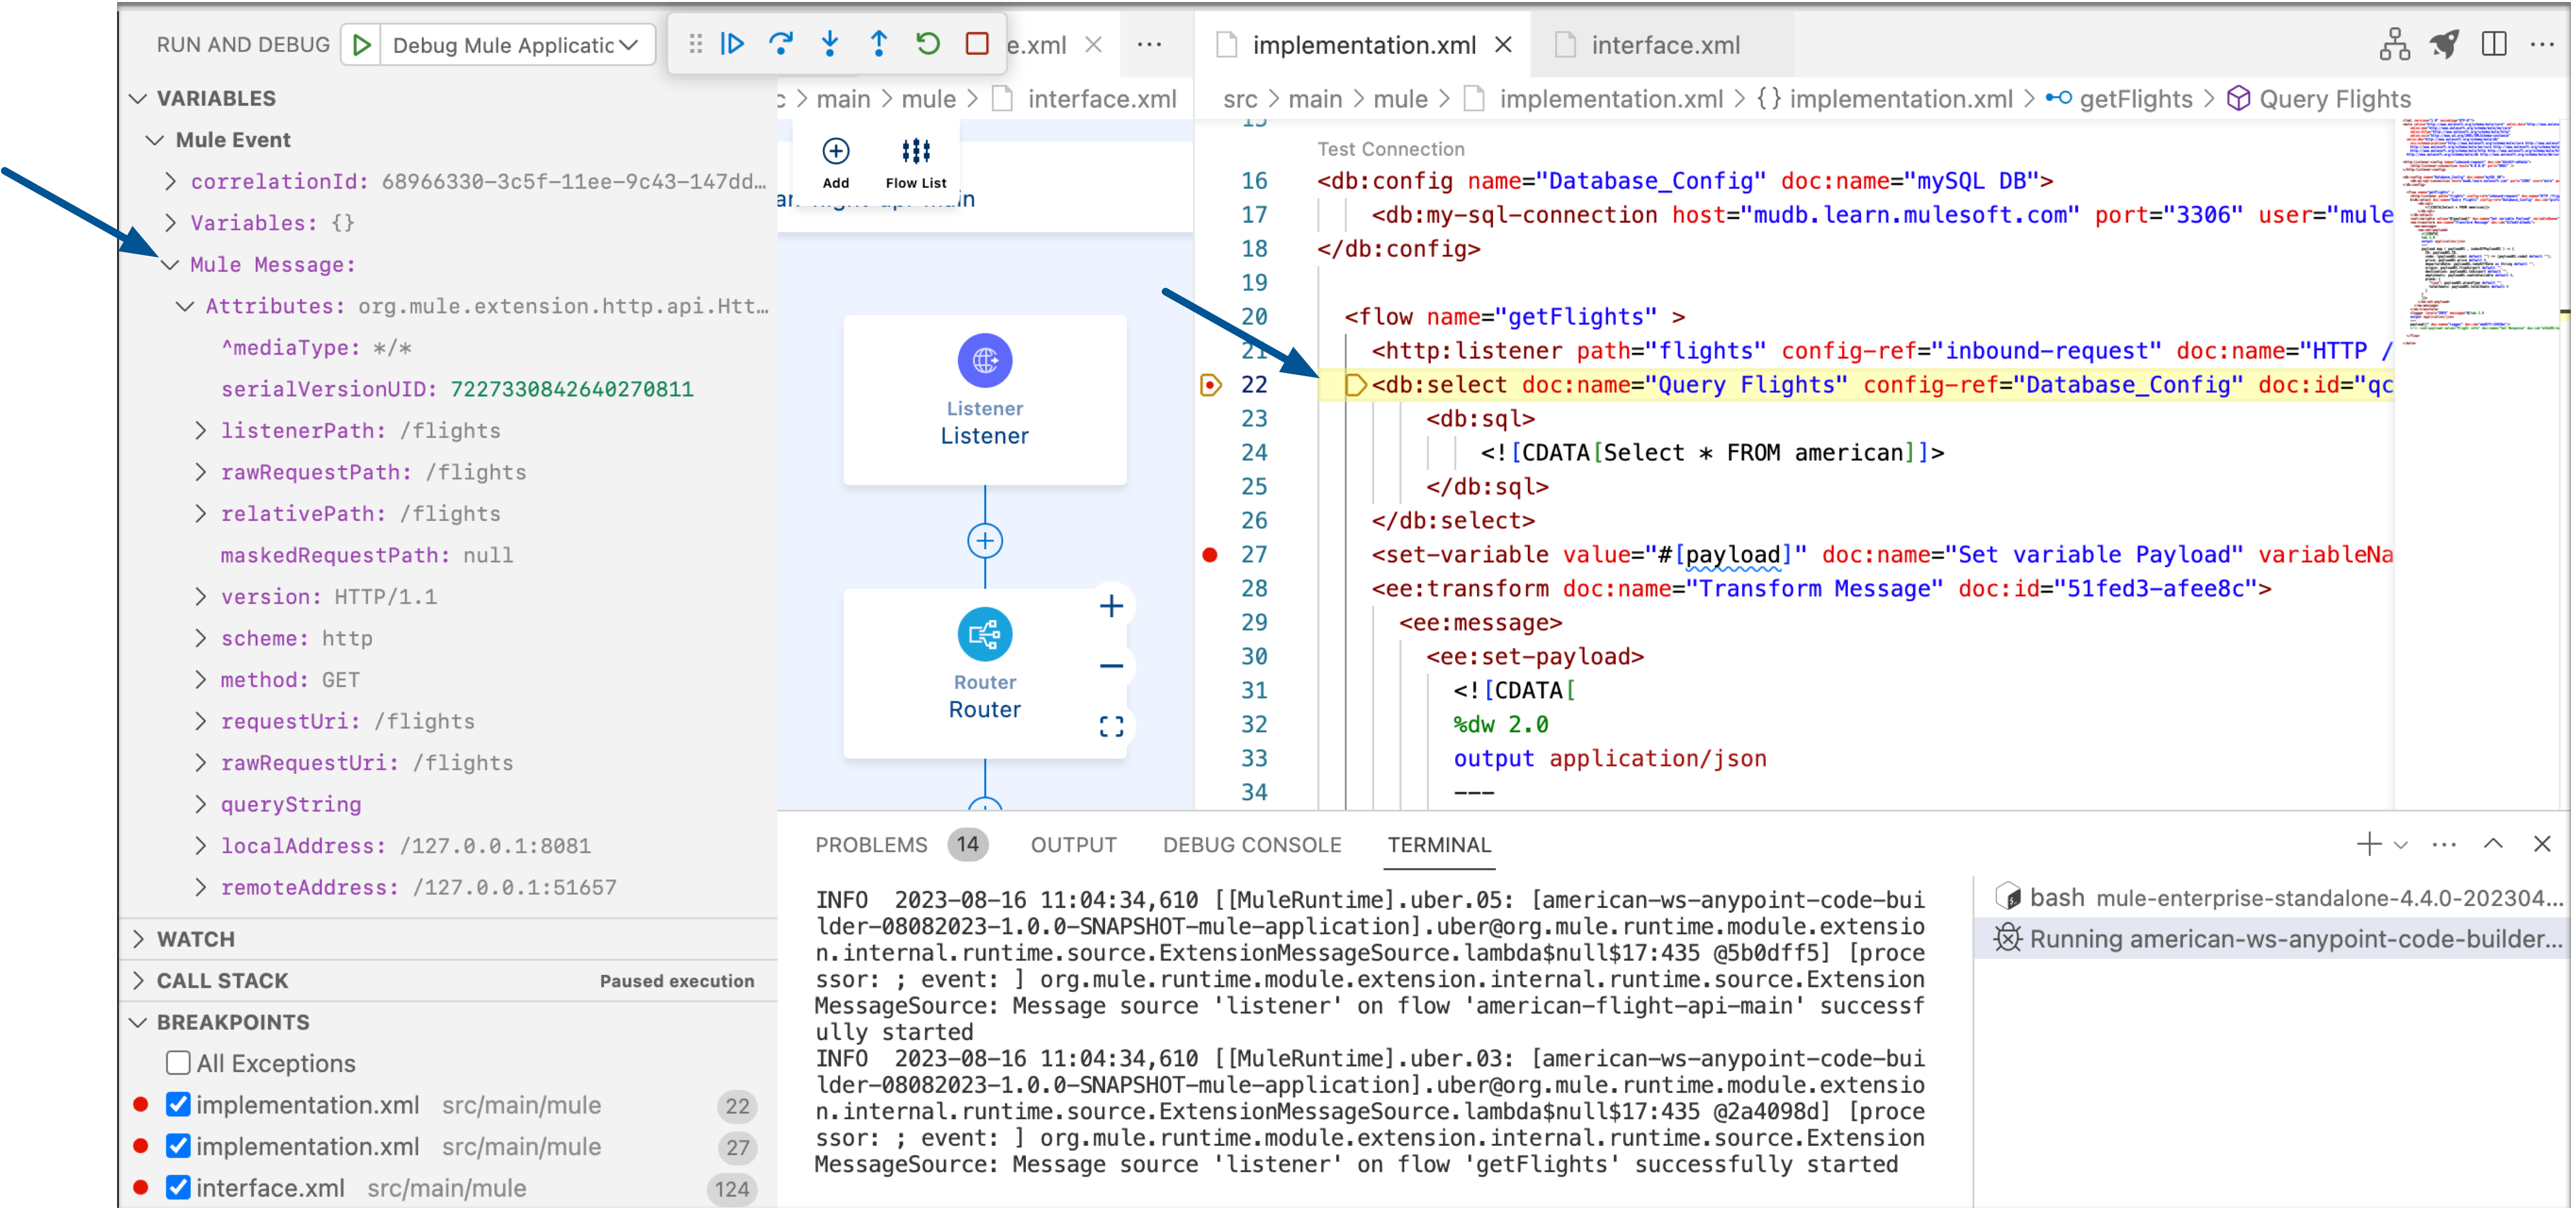 RUN AND DEBUG
Debug Mule Applicatic
e.xml
implementation.xml
interface.xml
VARIABLES
Mule Event
correlationId: 68966330-3c5f-11ee-9c43-147dd…
Variables: {}
Mule Message:
Attributes: org.mule.extension.http.api.Htt…
^mediaType: */*
serialVersionUID: 7227330842640270811
listenerPath: /flights
rawRequestPath: /flights
relativePath: /flights
maskedRequestPath: null
version: HTTP/1.1
scheme: http
method: GET
requestUri: /flights
rawRequestUri: /flights
queryString
localAddress: /127.0.0.1:8081
remoteAddress: /127.0.0.1:51657
WATCH
CALL STACK Paused execution
BREAKPOINTS
All Exceptions
implementation.xml src/main/mule 22
implementation.xml src/main/mule 27
interface.xml src/main/mule 124
c > main > mule > interface.xml
Add
Flow List
Listener
Listener
Router
Router
src > main > mule > implementation.xml > {} implementation.xml > getFlights > Query Flights
15
Test Connection
16 <db:config name="Database_Config" doc:name="mySQL DB">
17 <db:my-sql-connection host="mudb.learn.mulesoft.com" port="3306" user="mule
18 </db:config>
19
20 <flow name="getFlights" >
21 <http:listener path="flights" config-ref="inbound-request" doc:name="HTTP /
22 <db:select doc:name="Query Flights" config-ref="Database_Config" doc:id="qc
23 <db:sql>
24 <![CDATA[Select * FROM american]]>
25 </db:sql>
26 </db:select>
27 <set-variable value="#[payload]" doc:name="Set variable Payload" variableNa
28 <ee:transform doc:name="Transform Message" doc:id="51fed3-afee8c">
29 <ee:message>
30 <ee:set-payload>
31 <![CDATA[
32 %dw 2.0
33 output application/json
34 ---
PROBLEMS 14 OUTPUT DEBUG CONSOLE TERMINAL
INFO  2023-08-16 11:04:34,610 [[MuleRuntime].uber.05: [american-ws-anypoint-code-bui
lder-08082023-1.0.0-SNAPSHOT-mule-application].uber@org.mule.runtime.module.extensio
n.internal.runtime.source.ExtensionMessageSource.lambda$null$17:435 @5b0dff5] [proce
ssor: ; event: ] org.mule.runtime.module.extension.internal.runtime.source.Extension
MessageSource: Message source 'listener' on flow 'american-flight-api-main' successf
ully started
INFO  2023-08-16 11:04:34,610 [[MuleRuntime].uber.03: [american-ws-anypoint-code-bui
lder-08082023-1.0.0-SNAPSHOT-mule-application].uber@org.mule.runtime.module.extensio
n.internal.runtime.source.ExtensionMessageSource.lambda$null$17:435 @2a4098d] [proce
ssor: ; event: ] org.mule.runtime.module.extension.internal.runtime.source.Extension
MessageSource: Message source 'listener' on flow 'getFlights' successfully started
bash mule-enterprise-standalone-4.4.0-202304…
Running american-ws-anypoint-code-builder…